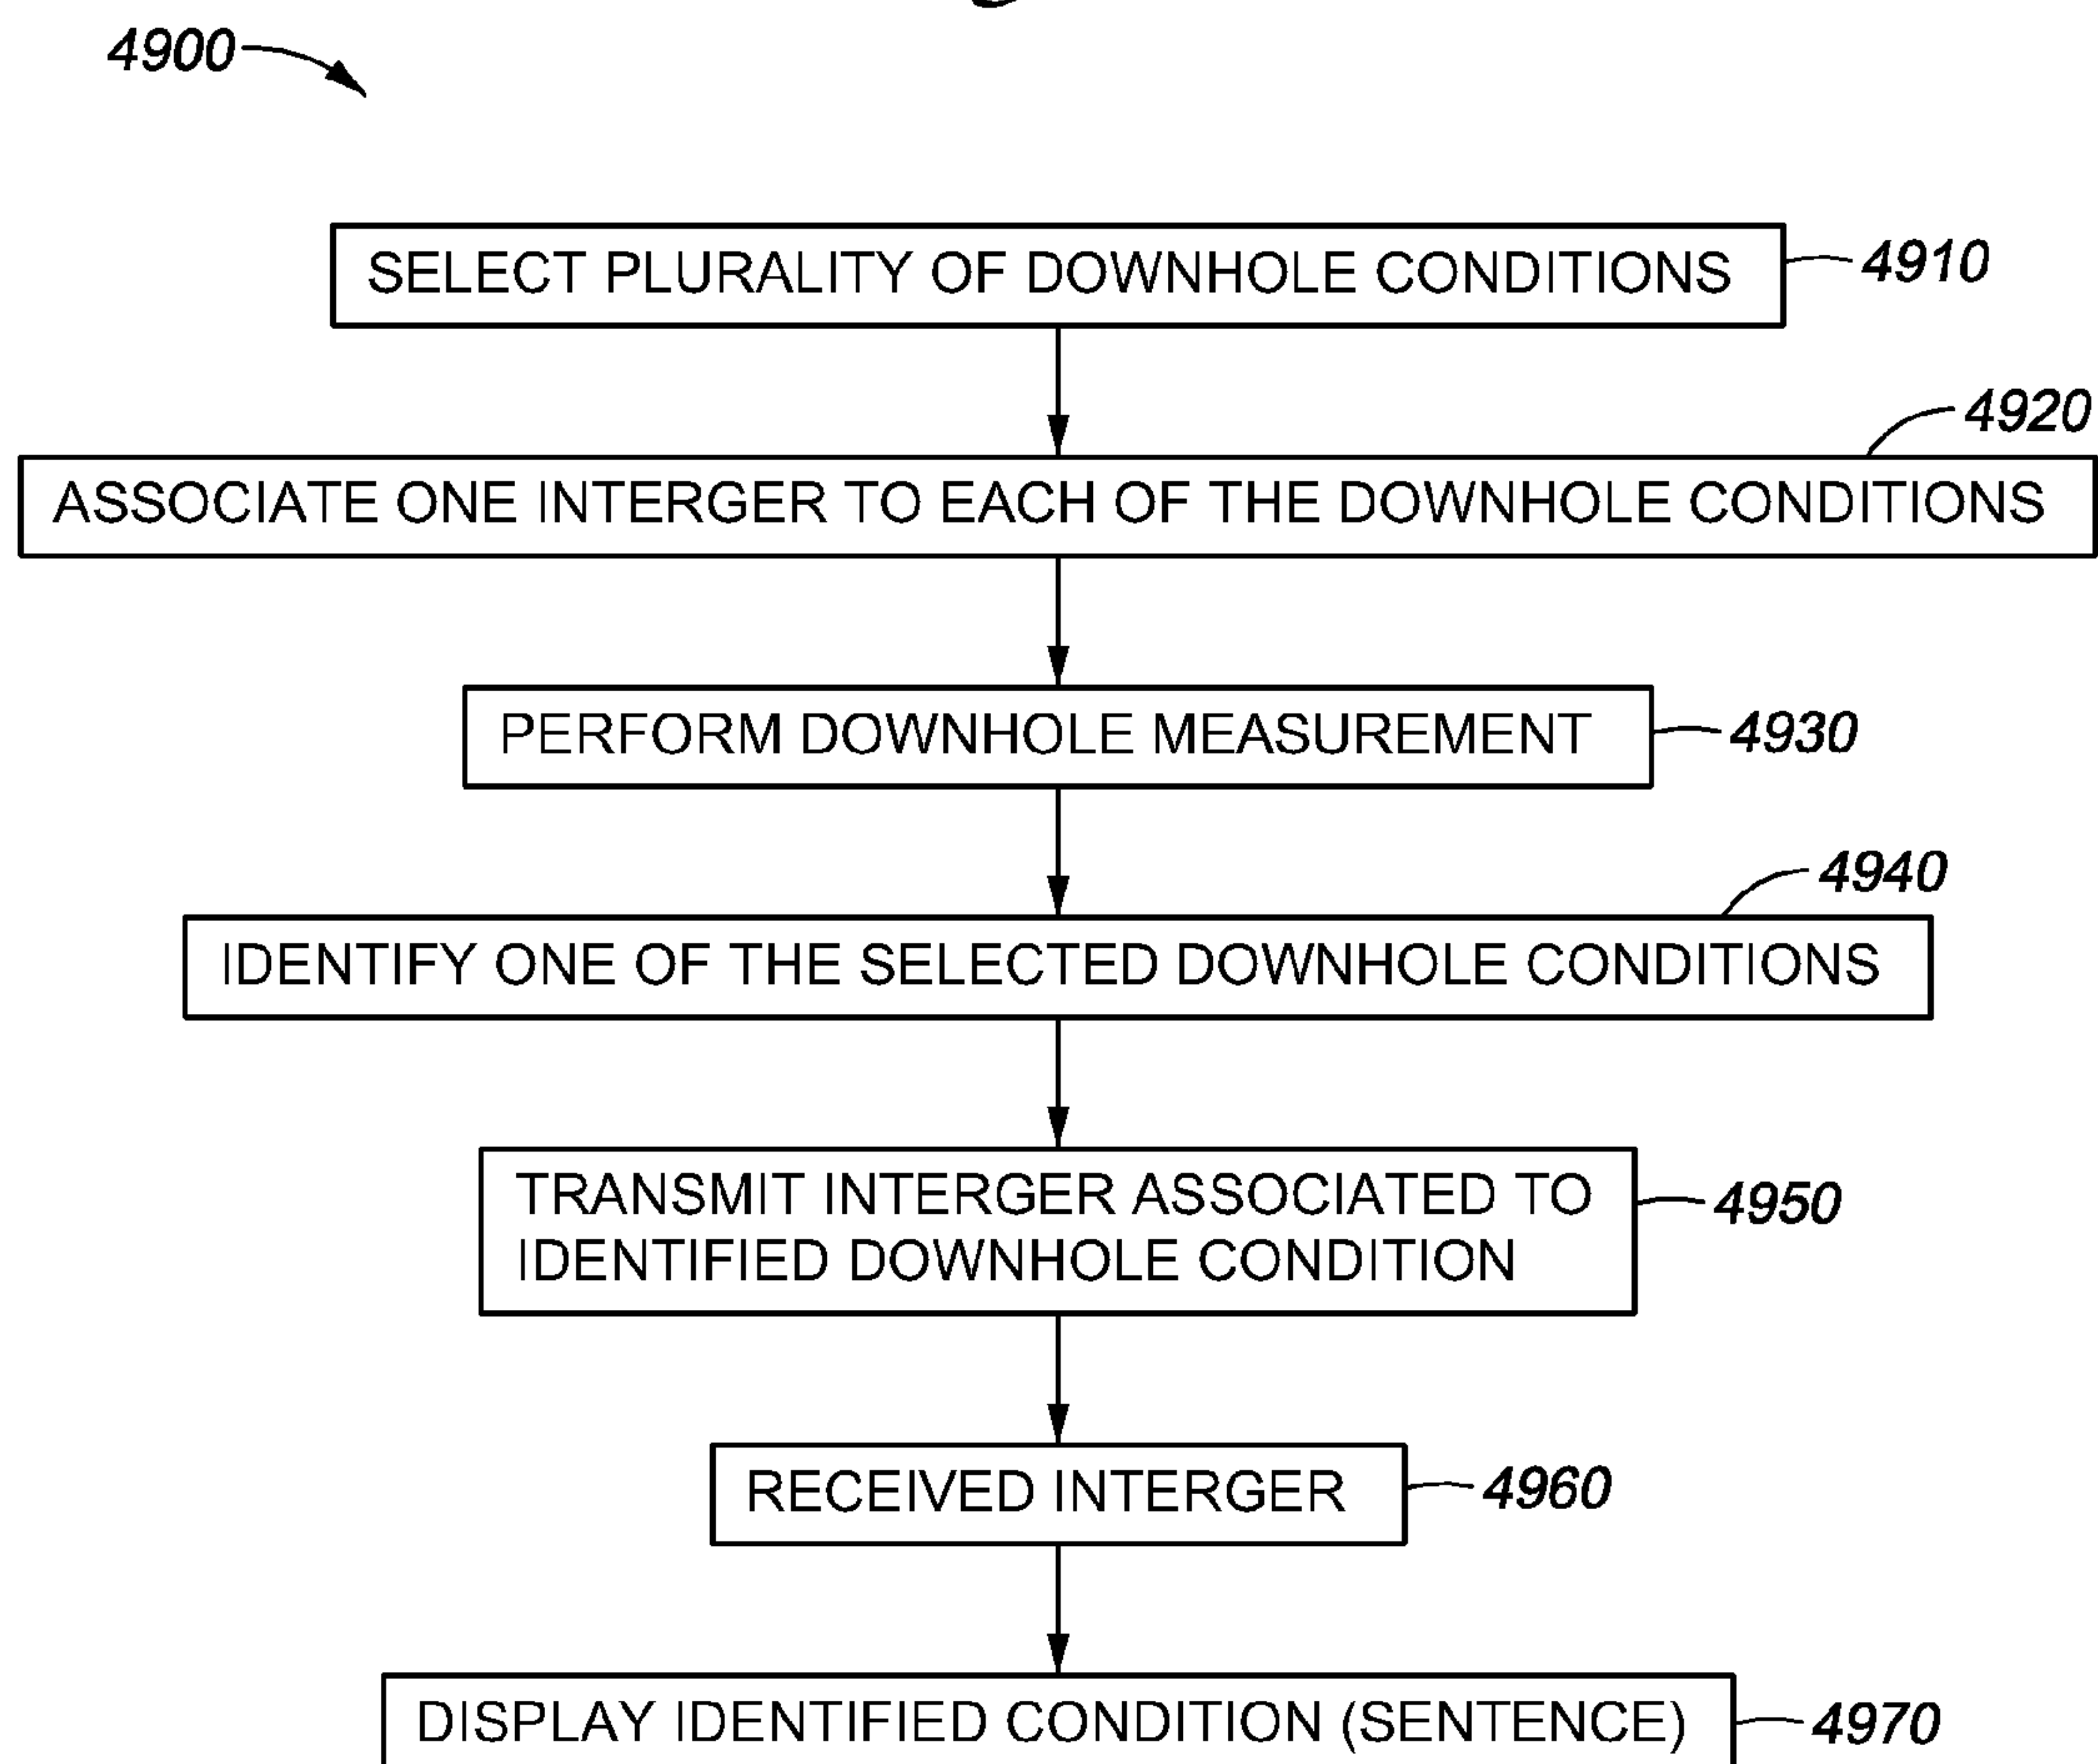 4900
SELECT PLURALITY OF DOWNHOLE CONDITIONS
4910
4920
ASSOCIATE ONE INTERGER TO EACH OF THE DOWNHOLE CONDITIONS
PERFORM DOWNHOLE MEASUREMENT
4930
4940
IDENTIFY ONE OF THE SELECTED DOWNHOLE CONDITIONS
TRANSMIT INTERGER ASSOCIATED TO
IDENTIFIED DOWNHOLE CONDITION
4950
RECEIVED INTERGER
4960
DISPLAY IDENTIFIED CONDITION (SENTENCE)
4970